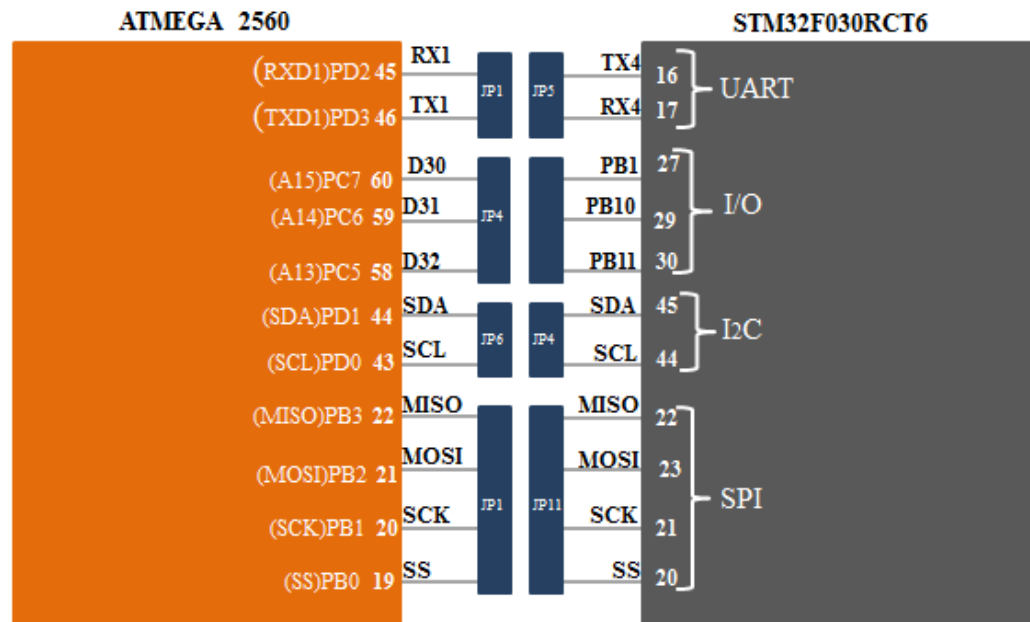 ATMEGA 2560 STM32F030RCT6
(RXD1)PD2 45 RX1 JP1 JP5 TX4 16 UART
(TXD1)PD3 46 TX1 RX4 17
(A15)PC7 60 D30 JP4 PB1 27 I/O
(A14)PC6 59 D31 PB10 29
(A13)PC5 58 D32 PB11 30
(SDA)PD1 44 SDA JP6 JP4 SDA 45 I2C
(SCL)PD0 43 SCL SCL 44
(MISO)PB3 22 MISO JP1 JP11 MISO 22 SPI
(MOSI)PB2 21 MOSI MOSI 23
(SCK)PB1 20 SCK SCK 21
(SS)PB0 19 SS SS 20